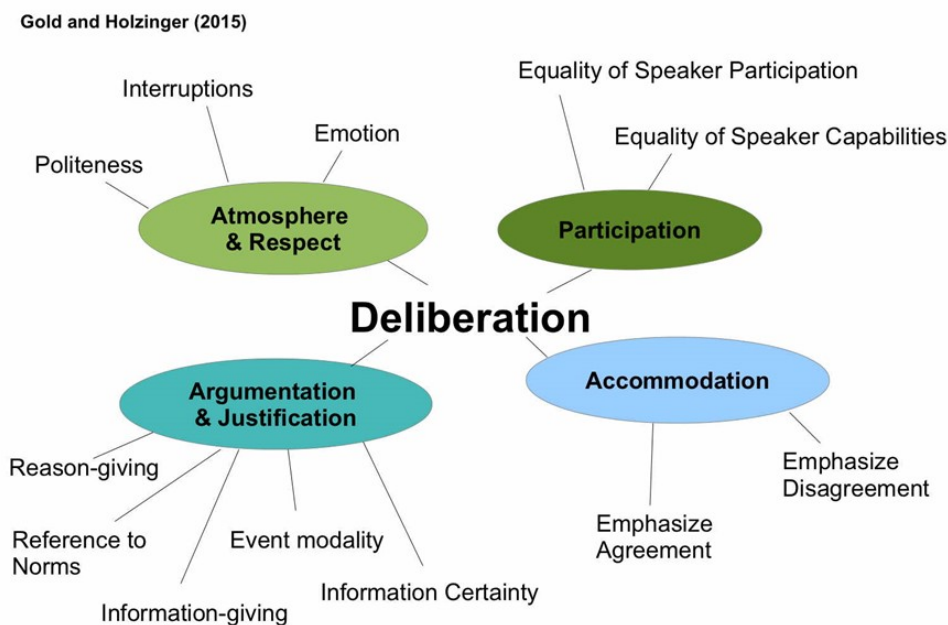 Gold and Holzinger (2015)
Interruptions
Emotion
Politeness
Atmosphere
& Respect
Equality of Speaker Participation
Equality of Speaker Capabilities
Participation
Deliberation
Argumentation
& Justification
Reason-giving
Reference to
Norms
Information-giving
Event modality
Information Certainty
Accommodation
Emphasize
Agreement
Emphasize
Disagreement